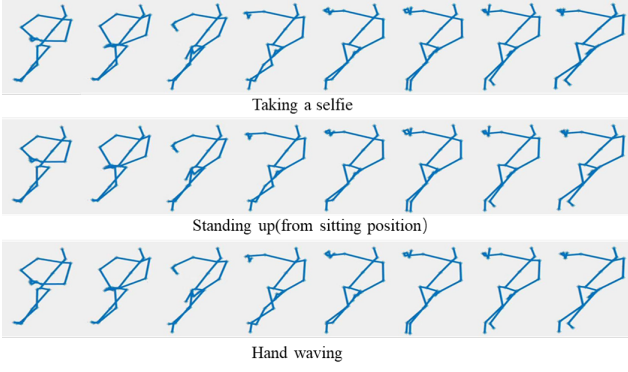 Taking a selfie
Standing up(from sitting position）
Hand waving